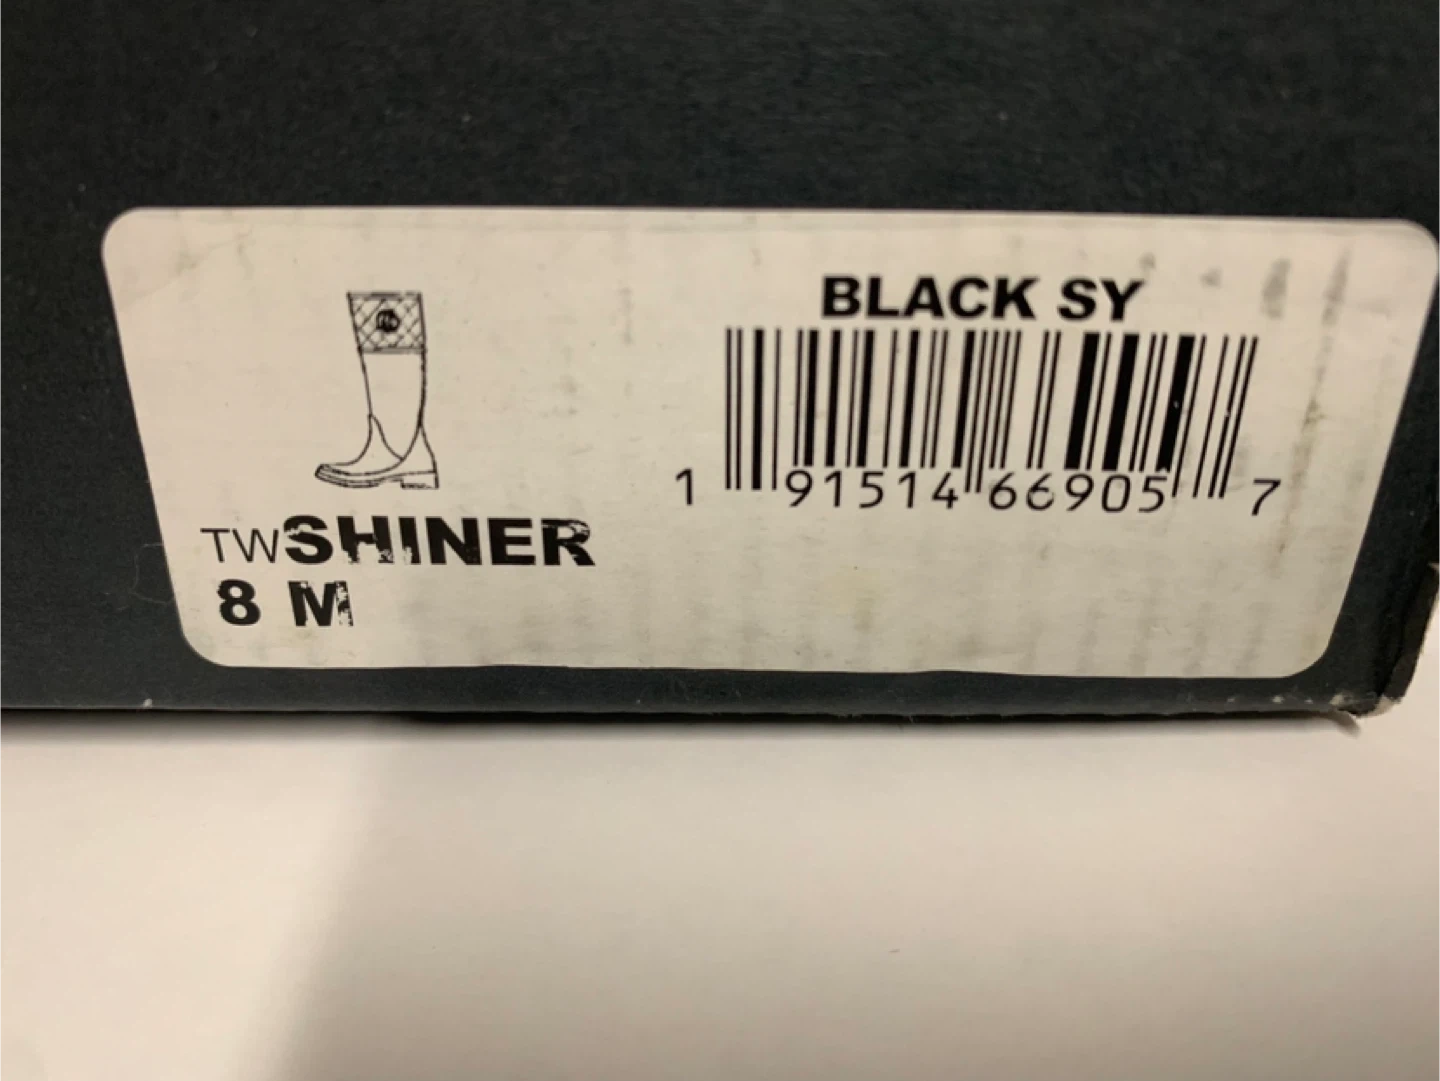 BLACK SY
1 91514 66905 7
TWSHINER
8 M